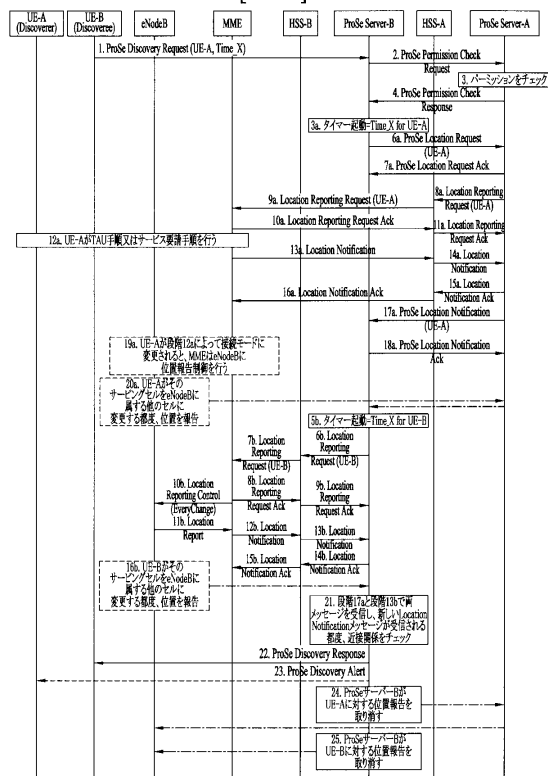 UE-A
(Discoverer)
UE-B
(Discoveree)
eNodeB
MME
HSS-B
ProSe Server-B
HSS-A
ProSe Server-A
1. ProSe Discovery Request (UE-A, Time_X)
2. ProSe Permission Check
Request
3. パーミッションをチェック
4. ProSe Permission Check
Response
3a. タイマー起動=Time_X for UE-A
6a. ProSe Location Request
(UE-A)
7a. ProSe Location Request Ack
8a. Location Reporting
Request (UE-A)
9a. Location Reporting Request (UE-A)
10a. Location Reporting Request Ack
11a. Location Reporting
Request Ack
12a. UE-AがTAU手順又はサービス要請手順を行う
13a. Location Notification
14a. Location
Notification
15a. Location
Notification Ack
16a. Location Notification Ack
17a. ProSe Location Notification
(UE-A)
18a. ProSe Location Notification
Ack
19a. UE-Aが段階12aによって接続モードに
変更されると、MMEはeNodeBに
位置報告制御を行う
20a. UE-Aがその
サービングセルをeNodeBに
属する他のセルに
変更する都度、位置を報告
5b. タイマー起動=Time_X for UE-B
6b. Location
Reporting
Request (UE-B)
7b. Location
Reporting
Request (UE-B)
8b. Location
Reporting
Request Ack
9b. Location
Reporting
Request Ack
10b. Location
Reporting Control
(EveryChange)
11b. Location
Report
12b. Location
Notification
13b. Location
Notification
14b. Location
Notification Ack
15b. Location
Notification Ack
16b. UE-Bがその
サービングセルをeNodeBに
属する他のセルに
変更する都度、位置を報告
21. 段階17aと段階13bで両
メッセージを受信し、新しいLocation
Notificationメッセージが受信される
都度、近接関係をチェック
22. ProSe Discovery Response
23. ProSe Discovery Alert
24. ProSeサーバーBが
UE-Aに対する位置報告を
取り消す
25. ProSeサーバーBが
UE-Bに対する位置報告を
取り消す